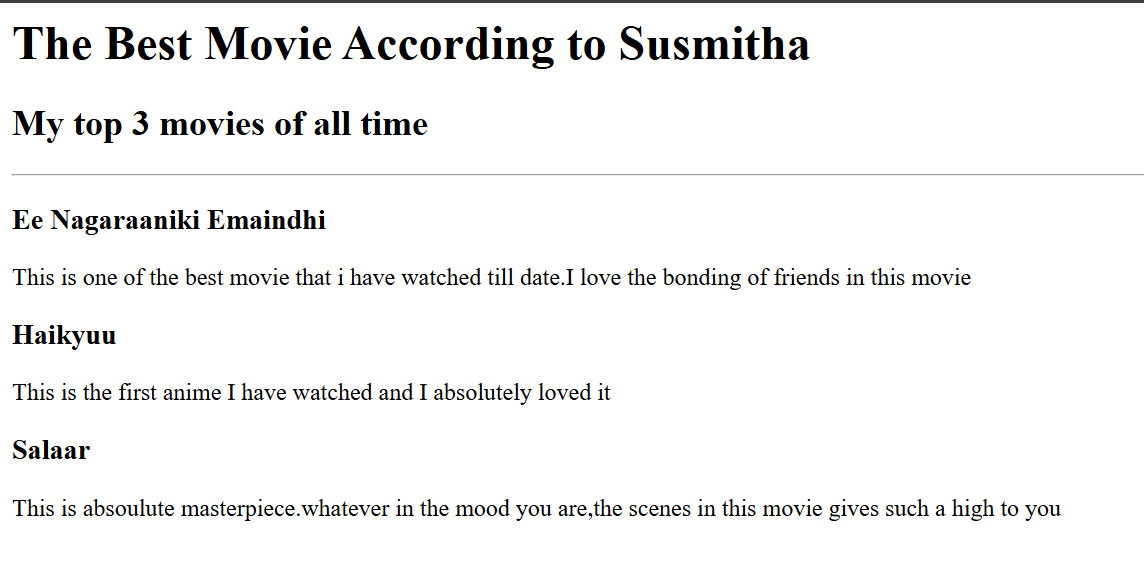 The Best Movie According to Susmitha
My top 3 movies of all time
Ee Nagaraaniki Emaindhi
This is one of the best movie that i have watched till date.I love the bonding of friends in this movie
Haikyuu
This is the first anime I have watched and I absolutely loved it
Salaar
This is absoulute masterpiece.whatever in the mood you are,the scenes in this movie gives such a high to you